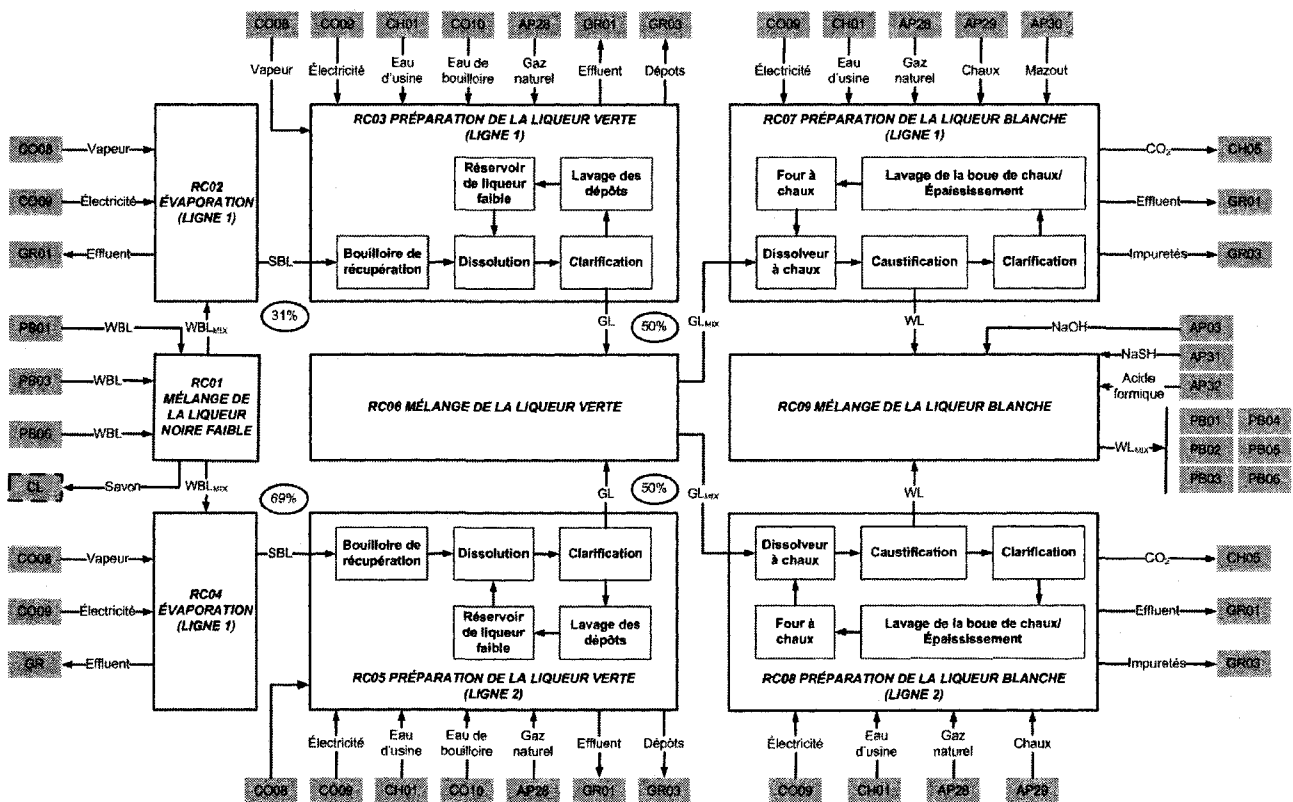 CO08 CO09 CH01 CO10 AP28 GR01 GR03
CO09 CH01 AP28 AP29 AP30
Vapeur
Électricité
Eau
d'usine
Eau de
bouilloire
Gaz
naturel
Effluent
Dépôts
Électricité
Eau
d'usine
Gaz
naturel
Chaux
Mazout
CO08 Vapeur
CO09 Électricité
GR01 Effluent
RC02
ÉVAPORATION
(LIGNE 1)
SBL
31%
RC03 PRÉPARATION DE LA LIQUEUR VERTE
(LIGNE 1)
Réservoir
de liqueur
faible
Lavage des
dépôts
Bouilloire de
récupération
Dissolution
Clarification
GL
50%
GL MIX
RC07 PRÉPARATION DE LA LIQUEUR BLANCHE
(LIGNE 1)
Four à
chaux
Lavage de la boue de chaux/
Épaississement
Dissolveur
à chaux
Caustification
Clarification
WL
CO₂ CH05
Effluent GR01
Impuretés GR03
PB01 WBL
PB03 WBL
PB05 WBL
CL Savon
WBL MIX
RC01
MÉLANGE DE
LA LIQUEUR
NOIRE FAIBLE
WBL MIX
RC06 MÉLANGE DE LA LIQUEUR VERTE
RC09 MÉLANGE DE LA LIQUEUR BLANCHE
NaOH AP03
NaSH AP31
Acide
formique
AP32
WL MIX
PB01 PB04
PB02 PB05
PB03 PB06
69%
GL
50%
GL MIX
WL
CO08 Vapeur
CO09 Électricité
GR Effluent
RC04
ÉVAPORATION
(LIGNE 1)
SBL
Bouilloire de
récupération
Dissolution
Clarification
Réservoir
de liqueur
faible
Lavage des
dépôts
RC05 PRÉPARATION DE LA LIQUEUR VERTE
(LIGNE 2)
Dissolveur
à chaux
Caustification
Clarification
Four à
chaux
Lavage de la boue de chaux/
Épaississement
RC08 PRÉPARATION DE LA LIQUEUR BLANCHE
(LIGNE 2)
CO₂ CH05
Effluent GR01
Impuretés GR03
Électricité
Eau
d'usine
Eau de
bouilloire
Gaz
naturel
Effluent
Dépôts
Électricité
Eau
d'usine
Gaz
naturel
Chaux
CO08 CO09 CH01 CO10 AP28 GR01 GR03
CO09 CH01 AP28 AP29